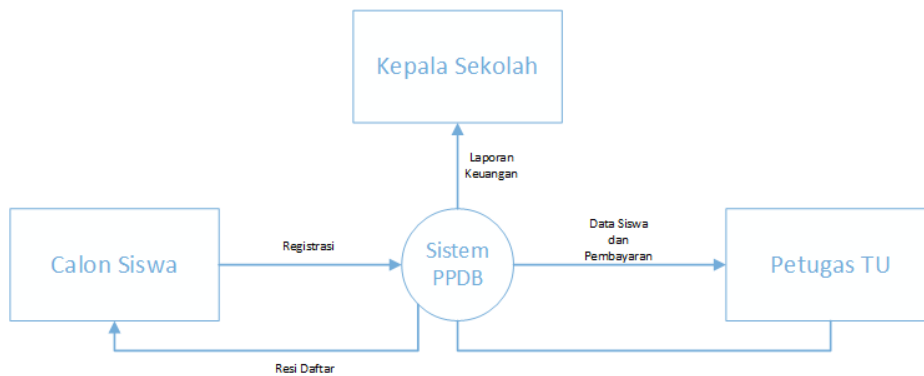 Kepala Sekolah
Laporan
Keuangan
Calon Siswa
Registrasi
Sistem
PPDB
Data Siswa
dan
Pembayaran
Petugas TU
Resi Daftar